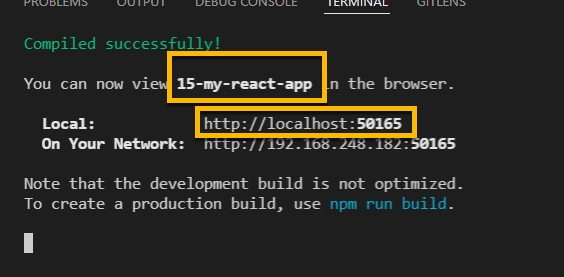 PROBLEMS OUTPUT DEBUG CONSOLE TERMINAL GITLENS
Compiled successfully!
You can now view 15-my-react-app in the browser.
Local: http://localhost:50165
On Your Network: http://192.168.248.182:50165
Note that the development build is not optimized.
To create a production build, use npm run build.